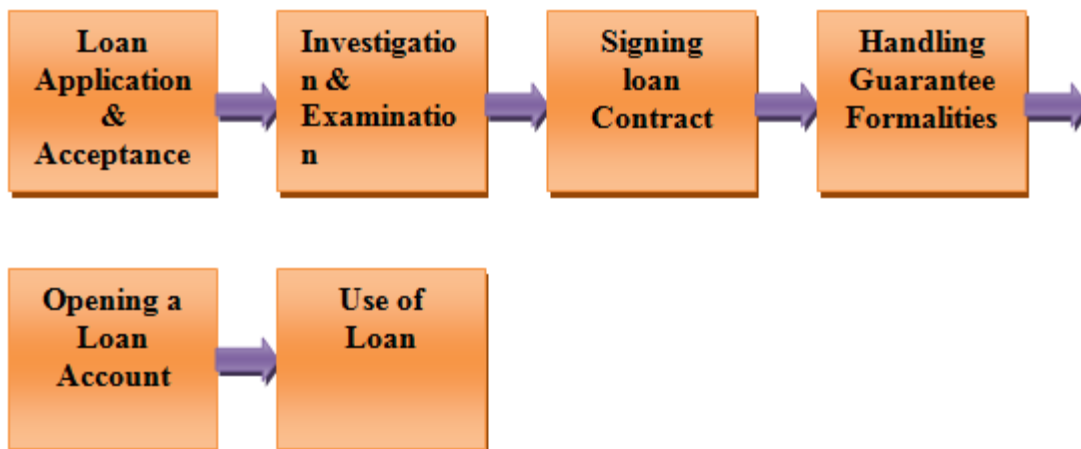 Loan
Application
&
Acceptance
Investigatio
n &
Examinatio
n
Signing
loan
Contract
Handling
Guarantee
Formalities
Opening a
Loan
Account
Use of
Loan